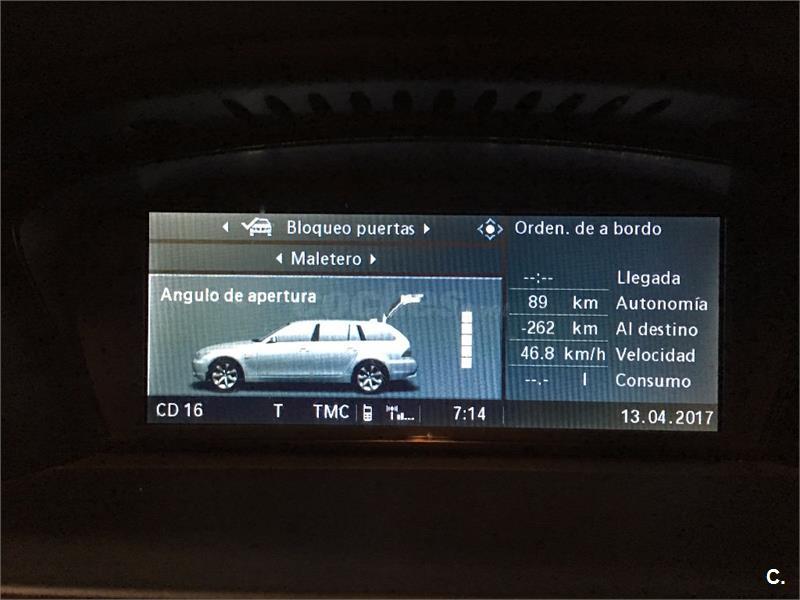 Bloqueo puertas
Maletero
Angulo de apertura
Orden. de a bordo
--:-- Llegada
89 km Autonomía
-262 km Al destino
46.8 km/h Velocidad
--.- l Consumo
CD 16 T TMC 7:14 13.04.2017
C.